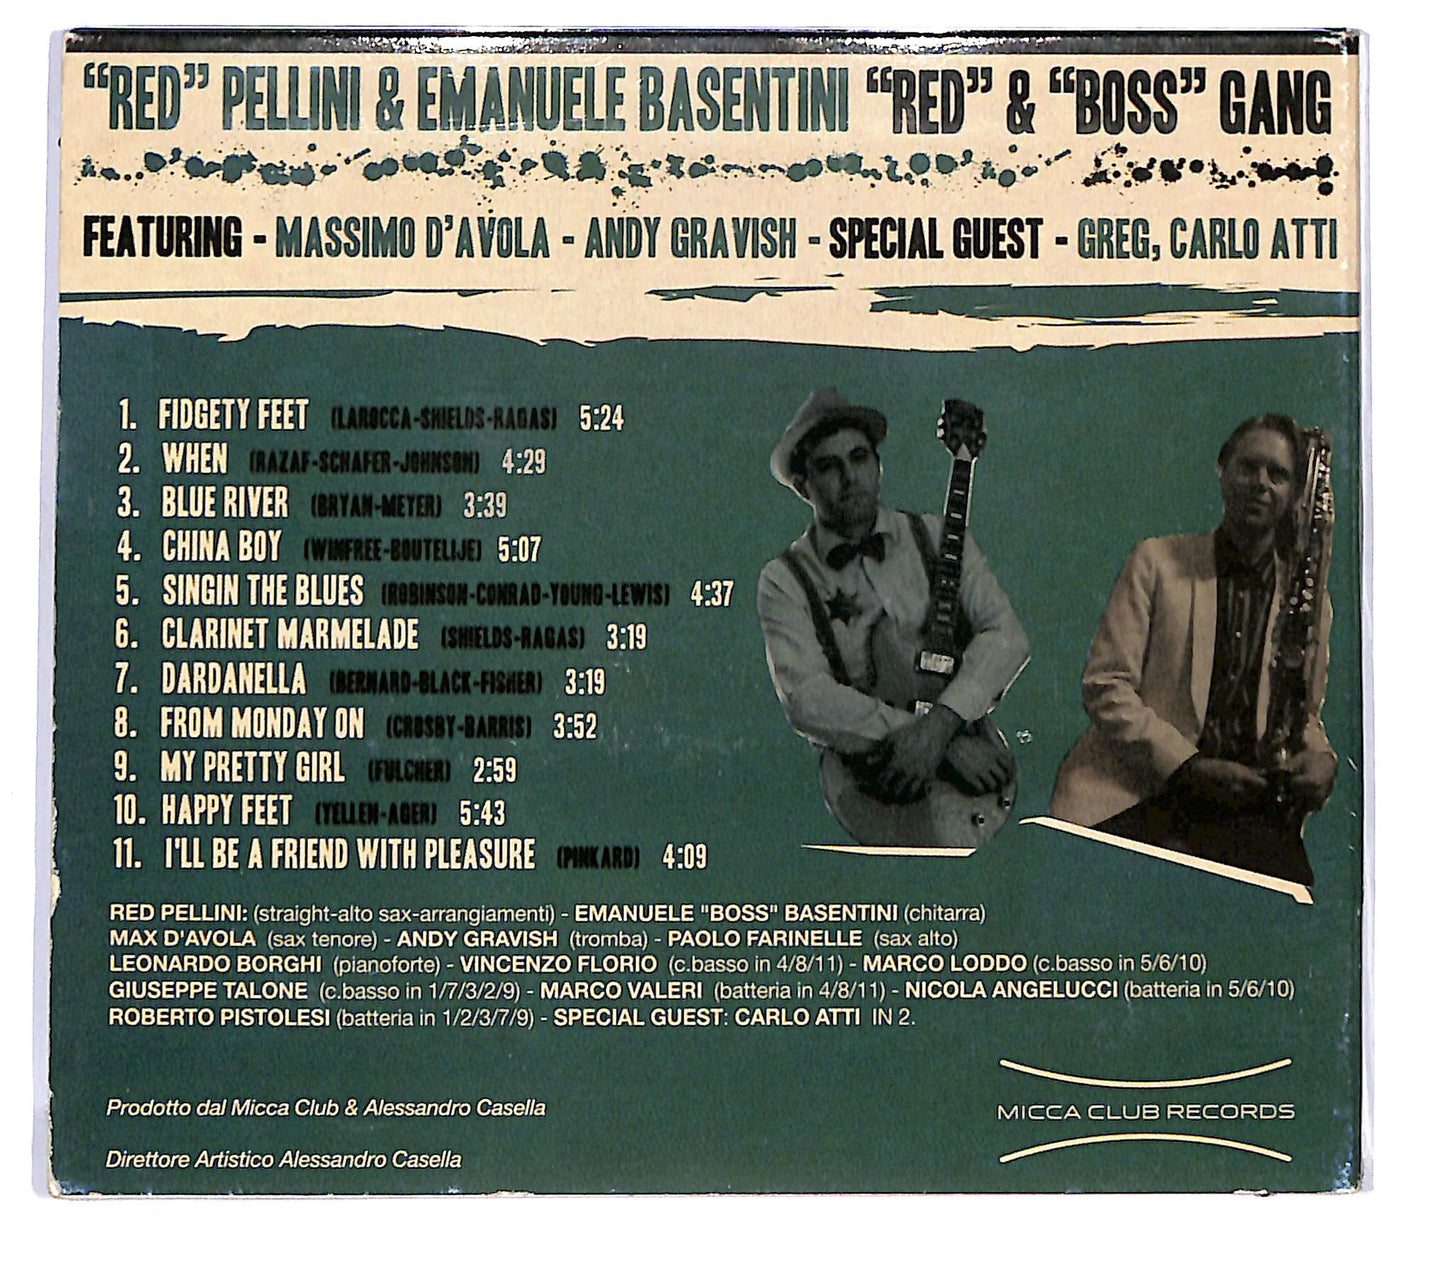 “RED” PELLINI & EMANUELE BASENTINI “RED” & “BOSS” GANG
FEATURING - MASSIMO D’AVOLA - ANDY GRAVISH - SPECIAL GUEST - GREG, CARLO ATTI
1. FIDGETY FEET (LAROCCA-SHIELDS-RAGAS) 5:24
2. WHEN (RAZAF-SCHAFER-JOHNSON) 4:29
3. BLUE RIVER (BRYAN-MEYER) 3:39
4. CHINA BOY (WINFREE-BOUTELIJE) 5:07
5. SINGIN THE BLUES (ROBINSON-CONRAD-YOUNG-LEWIS) 4:37
6. CLARINET MARMELADE (SHIELDS-RAGAS) 3:19
7. DARDANELLA (BERNARD-BLACK-FISHER) 3:19
8. FROM MONDAY ON (CROSBY-BARRIS) 3:52
9. MY PRETTY GIRL (FULCHER) 2:59
10. HAPPY FEET (YELLEN-AGER) 5:43
11. I'LL BE A FRIEND WITH PLEASURE (PINKARD) 4:09
RED PELLINI: (straight-alto sax-arrangiamenti) - EMANUELE "BOSS" BASENTINI (chitarra)
MAX D'AVOLA (sax tenore) - ANDY GRAVISH (tromba) - PAOLO FARINELLE (sax alto)
LEONARDO BORGHI (pianoforte) - VINCENZO FLORIO (c.basso in 4/8/11) - MARCO LODDO (c.basso in 5/6/10)
GIUSEPPE TALONE (c.basso in 1/7/3/2/9) - MARCO VALERI (batteria in 4/8/11) - NICOLA ANGELUCCI (batteria in 5/6/10)
ROBERTO PISTOLESI (batteria in 1/2/3/7/9) - SPECIAL GUEST: CARLO ATTI IN 2.
Prodotto dal Micca Club & Alessandro Casella
MICCA CLUB RECORDS
Direttore Artistico Alessandro Casella